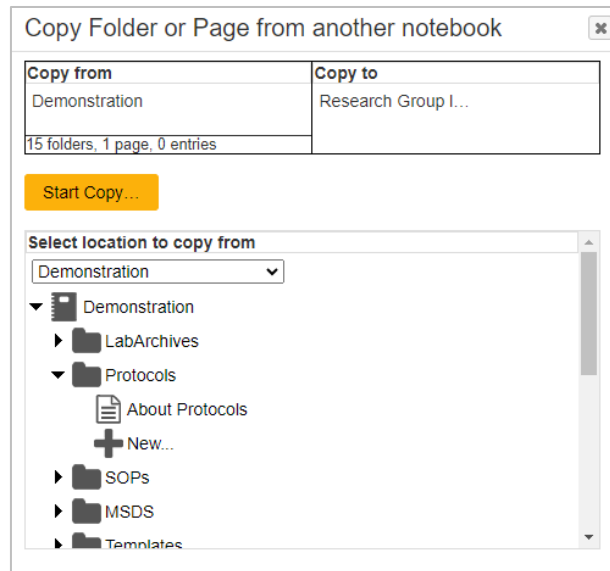 Copy Folder or Page from another notebook
Copy from Copy to
Demonstration Research Group I...
15 folders, 1 page, 0 entries
Start Copy...
Select location to copy from
Demonstration
Demonstration
LabArchives
Protocols
About Protocols
New...
SOPs
MSDS
Templates